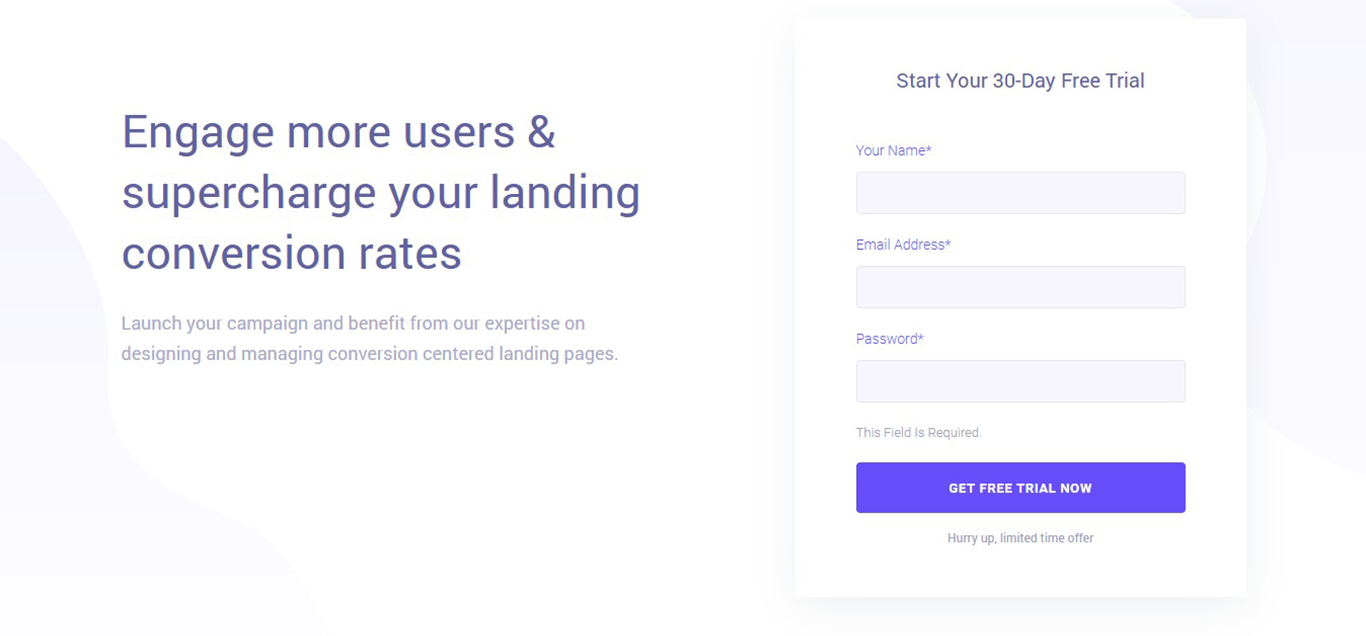 Engage more users &
supercharge your landing
conversion rates
Launch your campaign and benefit from our expertise on
designing and managing conversion centered landing pages.
Start Your 30-Day Free Trial
Your Name*
Email Address*
Password*
This Field Is Required.
GET FREE TRIAL NOW
Hurry up, limited time offer